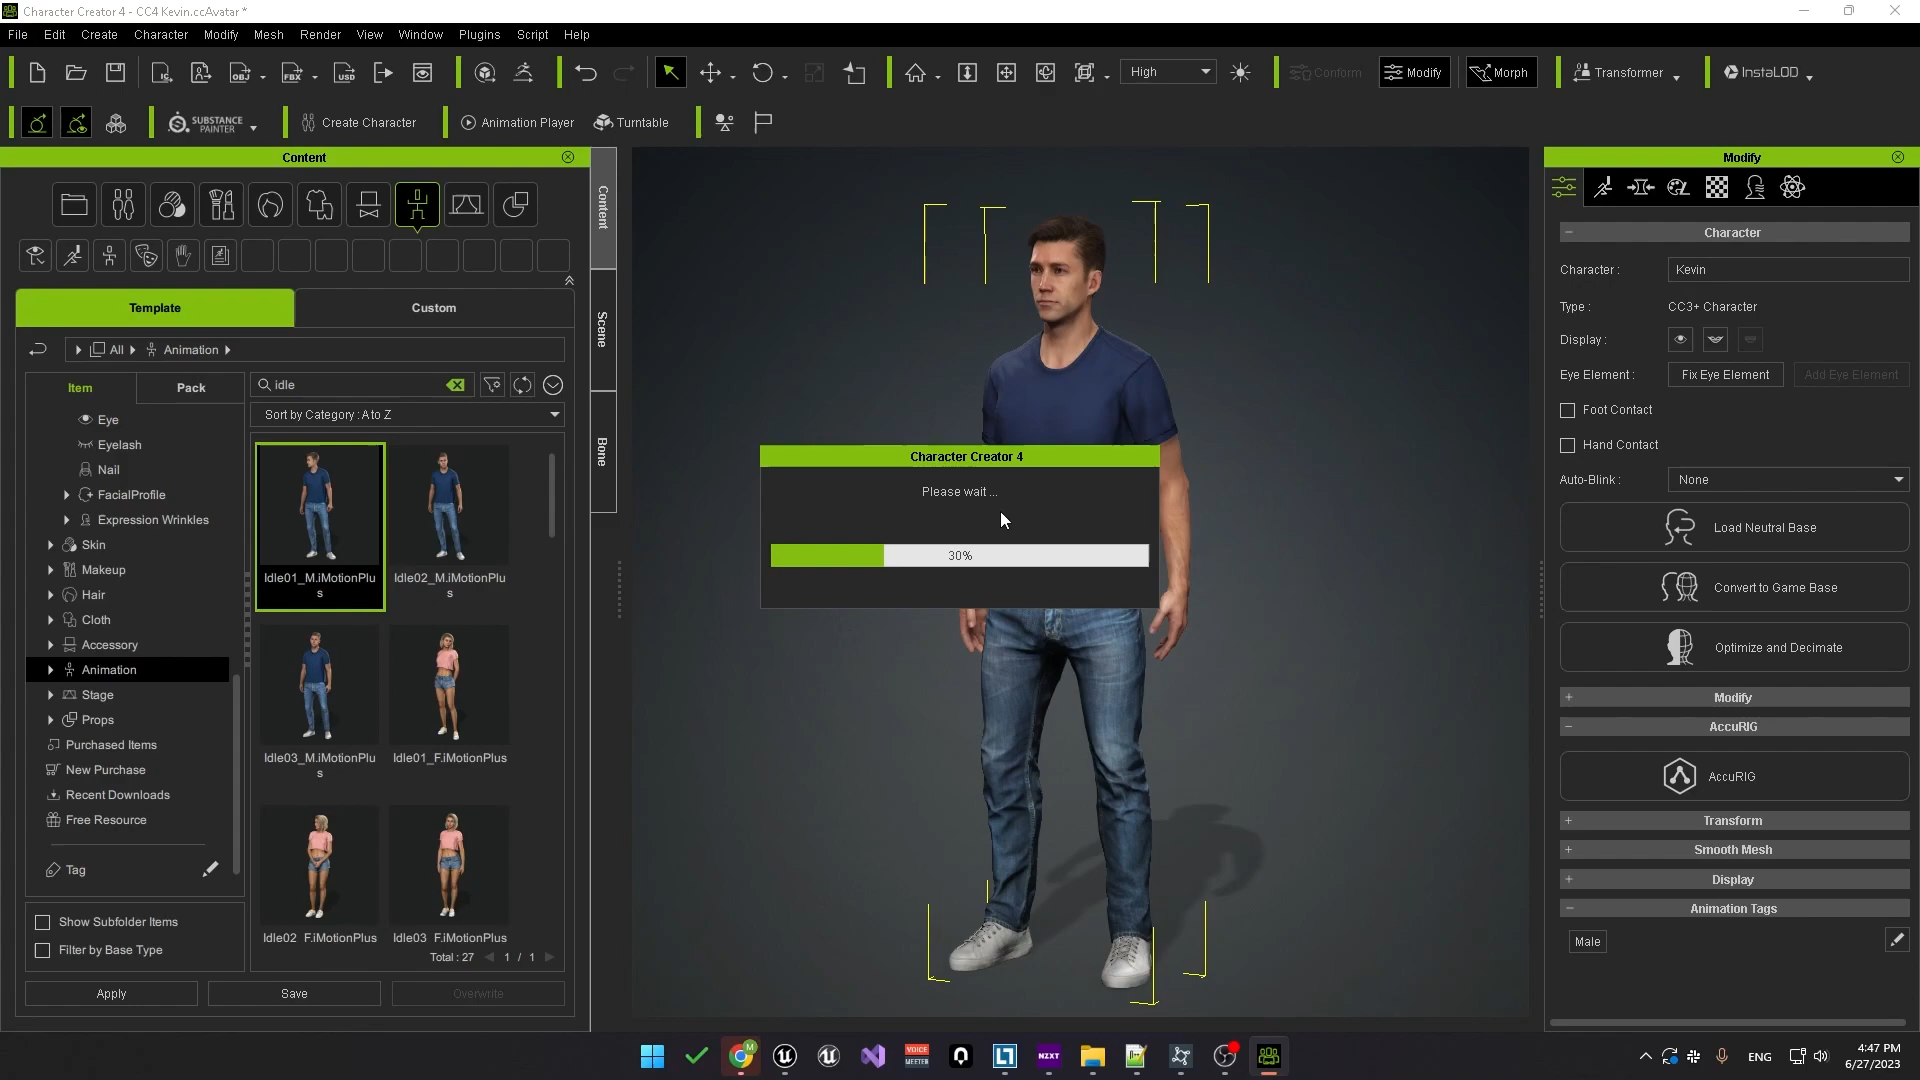 Character Creator 4 - CC4 Kevin.ccAvatar *
File Edit Create Character Modify Mesh Render View Window Plugins Script Help
High
Conform
Modify
Morph
Transformer
InstaLOD
SUBSTANCE
PAINTER
Create Character
Animation Player
Turntable
Content
Content
Scene
Bone
Template
Custom
All
Animation
Item
Pack
idle
Sort by Category : A to Z
Eye
Eyelash
Nail
FacialProfile
Expression Wrinkles
Skin
Makeup
Hair
Cloth
Accessory
Animation
Stage
Props
Purchased Items
New Purchase
Recent Downloads
Free Resource
Tag
Show Subfolder Items
Filter by Base Type
Idle01_M.iMotionPlu
s
Idle02_M.iMotionPlu
s
Idle03_M.iMotionPlu
s
Idle01_F.iMotionPlus
Idle02_F.iMotionPlus
Idle03_F.iMotionPlus
Total : 27
1 / 1
Apply
Save
Overwrite
Character Creator 4
Please wait ...
30%
Modify
Character
Character :
Kevin
Type :
CC3+ Character
Display :
Eye Element :
Fix Eye Element
Add Eye Element
Foot Contact
Hand Contact
Auto-Blink :
None
Load Neutral Base
Convert to Game Base
Optimize and Decimate
Modify
AccuRIG
AccuRIG
Transform
Smooth Mesh
Display
Animation Tags
Male
VOICE
MEETER
NZXT
ENG
4:47 PM
6/27/2023